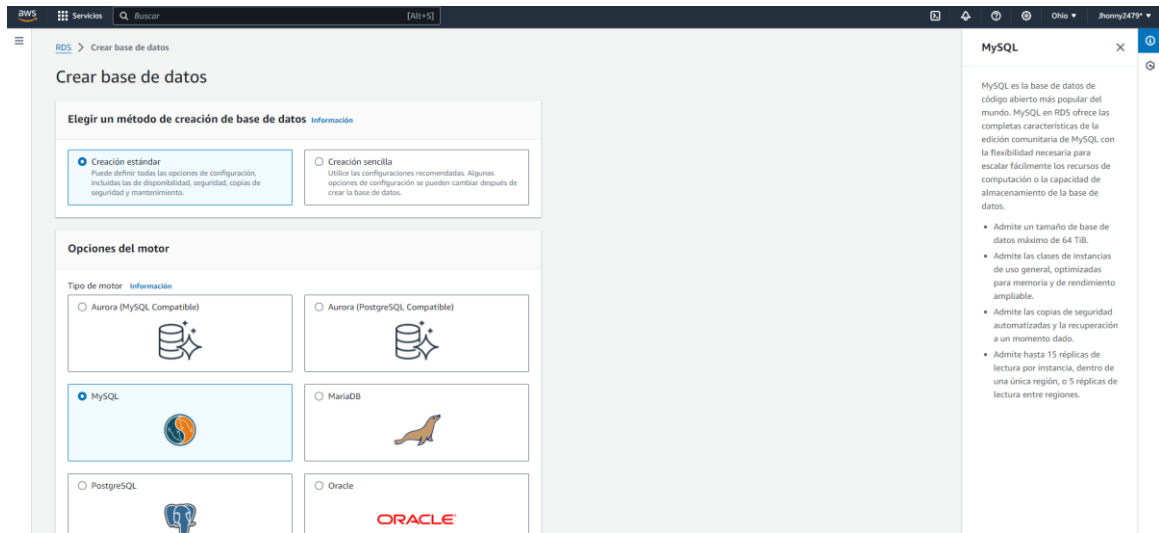 aws
Servicios
Buscar
[Alt+S]
Ohio
Jhonny2479*
RDS > Crear base de datos
Crear base de datos
Elegir un método de creación de base de datos Información
Creación estándar
Puede definir todas las opciones de configuración,
incluidas las de disponibilidad, seguridad, copias de
seguridad y mantenimiento.
Creación sencilla
Utilice las configuraciones recomendadas. Algunas
opciones de configuración se pueden cambiar después de
crear la base de datos.
Opciones del motor
Tipo de motor Información
Aurora (MySQL Compatible)
Aurora (PostgreSQL Compatible)
MySQL
MariaDB
PostgreSQL
Oracle
ORACLE
MySQL
MySQL es la base de datos de
código abierto más popular del
mundo. MySQL en RDS ofrece las
completas características de la
edición comunitaria de MySQL con
la flexibilidad necesaria para
escalar fácilmente los recursos de
computación o la capacidad de
almacenamiento de la base de
datos.
• Admite un tamaño de base de
datos máximo de 64 TiB.
• Admite las clases de instancias
de uso general, optimizadas
para memoria y de rendimiento
ampliable.
• Admite las copias de seguridad
automatizadas y la recuperación
a un momento dado.
• Admite hasta 15 réplicas de
lectura por instancia, dentro de
una única región, o 5 réplicas de
lectura entre regiones.